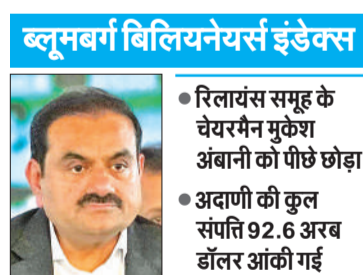 ब्लूमबर्ग बिलियनेयर्स इंडेक्स
• रिलायंस समूह के
चेयरमैन मुकेश
अंबानी को पीछे छोड़ा
• अदाणी की कुल
संपत्ति 92.6 अरब
डॉलर आंकी गई